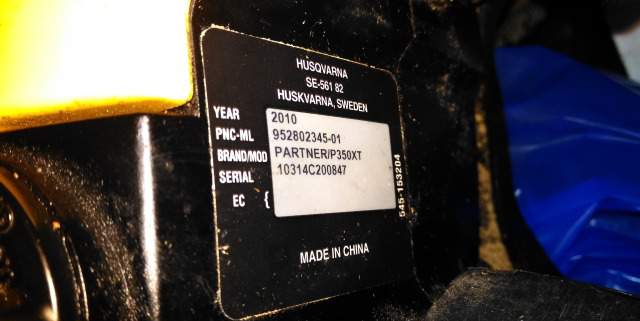 HUSQVARNA
SE-561 82
HUSKVARNA, SWEDEN
YEAR 2010
PNC-ML 952802345-01
BRAND/MOD PARTNER/P350XT
SERIAL 10314C200847
EC {
545-153204
MADE IN CHINA